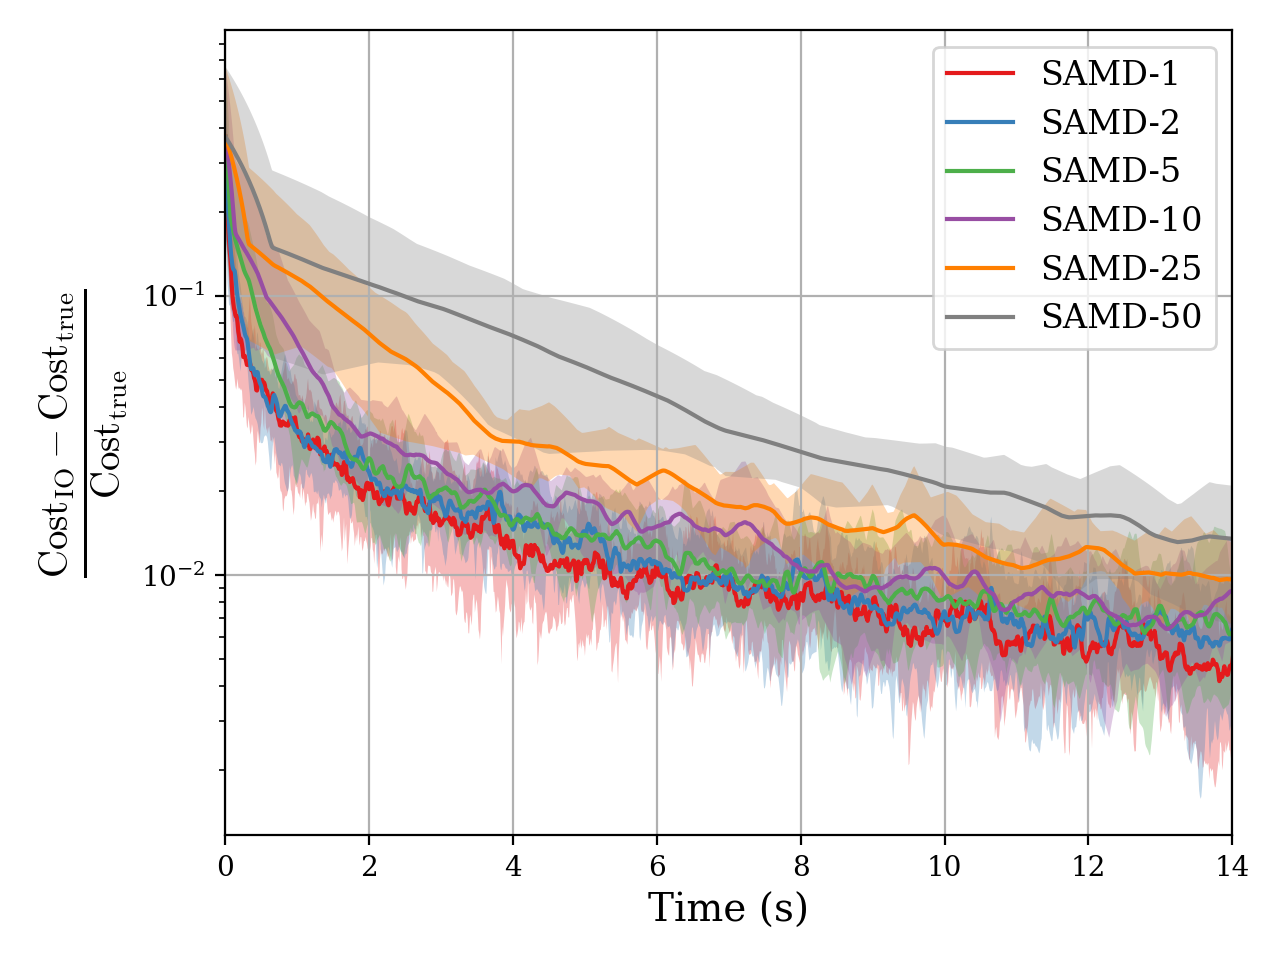 SAMD-1
SAMD-2
SAMD-5
SAMD-10
SAMD-25
SAMD-50
10⁻¹
10⁻²
Cost_IO − Cost_true
Cost_true
0 2 4 6 8 10 12 14
Time (s)